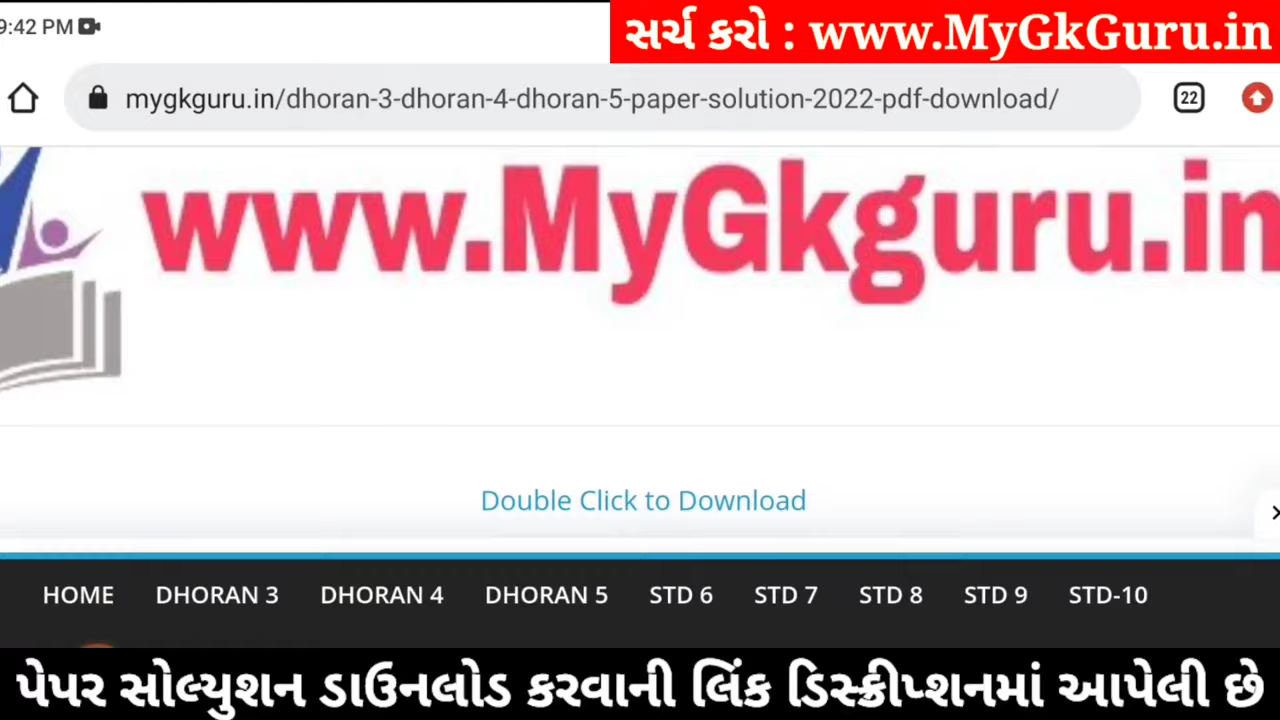 9:42 PM
સર્ચ કરો : www.MyGkGuru.in
mygkguru.in/dhoran-3-dhoran-4-dhoran-5-paper-solution-2022-pdf-download/
22
www.MyGkguru.in
Double Click to Download
HOME DHORAN 3 DHORAN 4 DHORAN 5 STD 6 STD 7 STD 8 STD 9 STD-10
પેપર સોલ્યુશન ડાઉનલોડ કરવાની લિંક ડિસ્ક્રીપ્શનમાં આપેલી છે